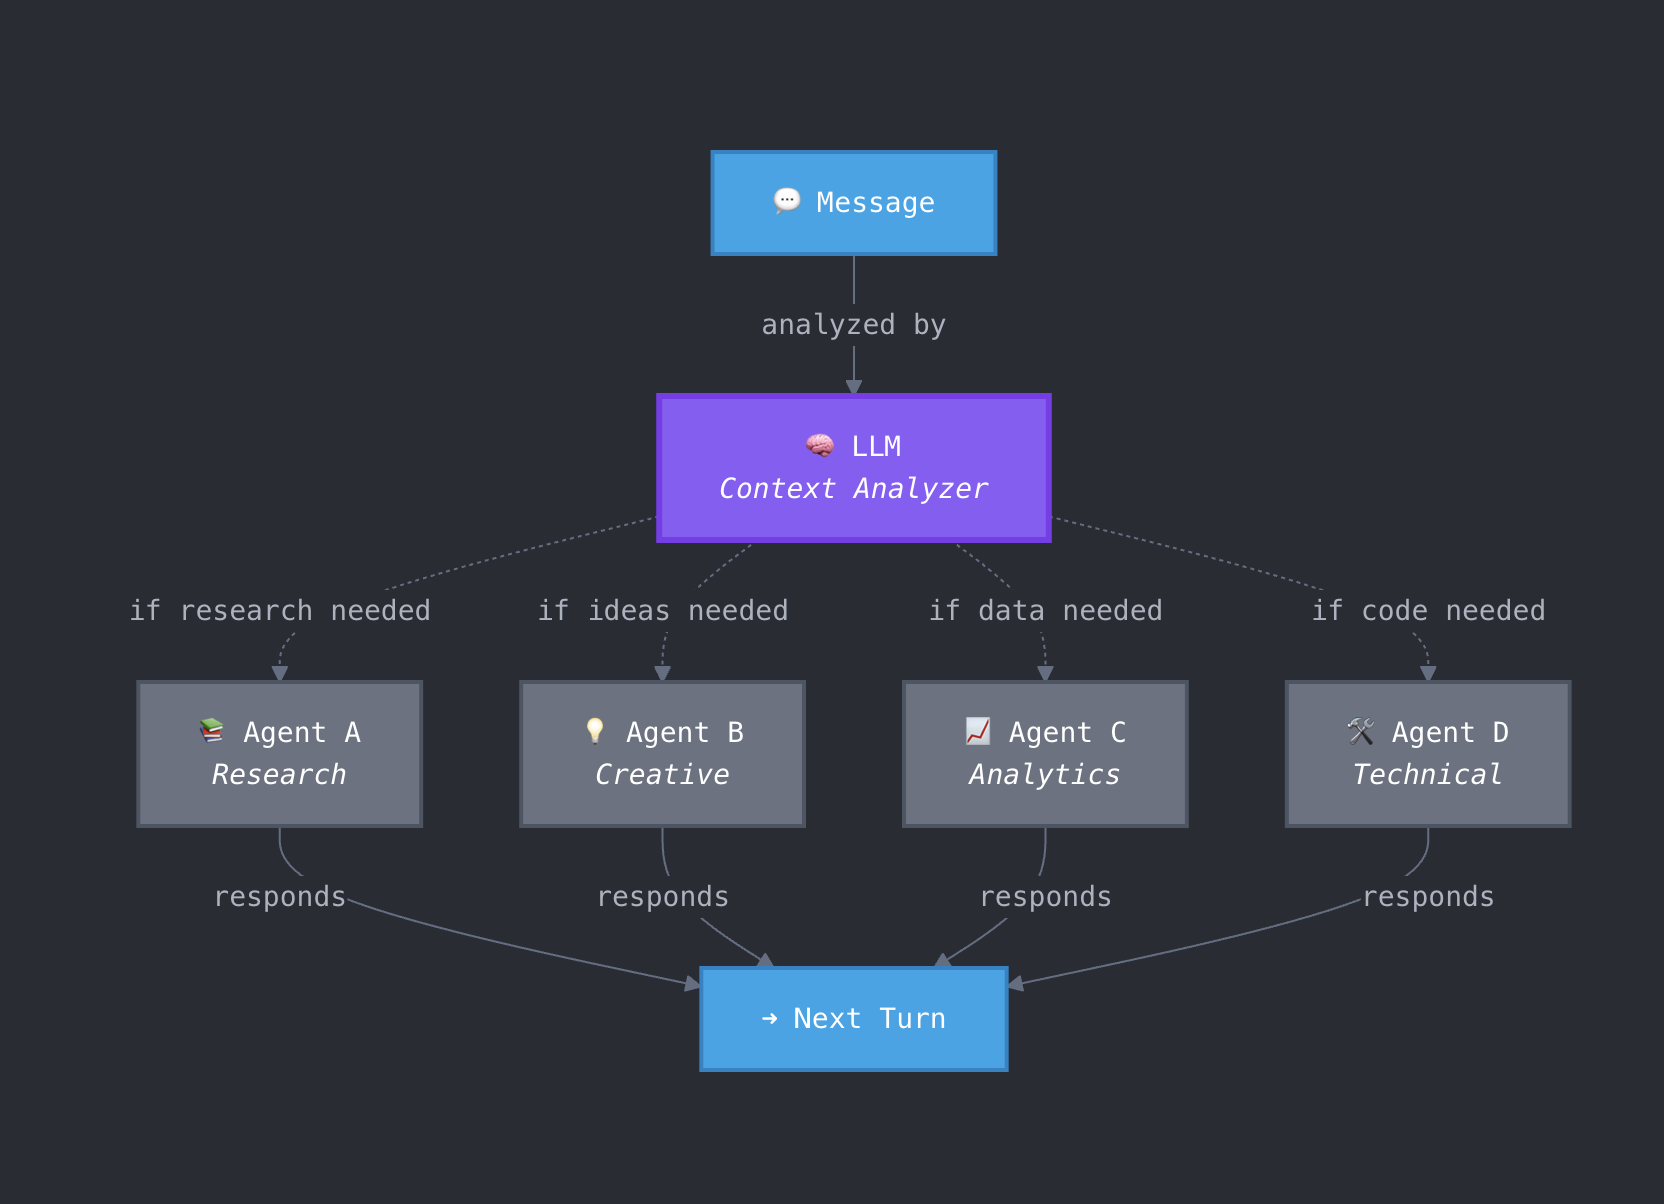 💬 Message
analyzed by
🧠 LLM
Context Analyzer
if research needed
if ideas needed
if data needed
if code needed
📚 Agent A
Research
💡 Agent B
Creative
📈 Agent C
Analytics
🛠️ Agent D
Technical
responds
responds
responds
responds
➜ Next Turn